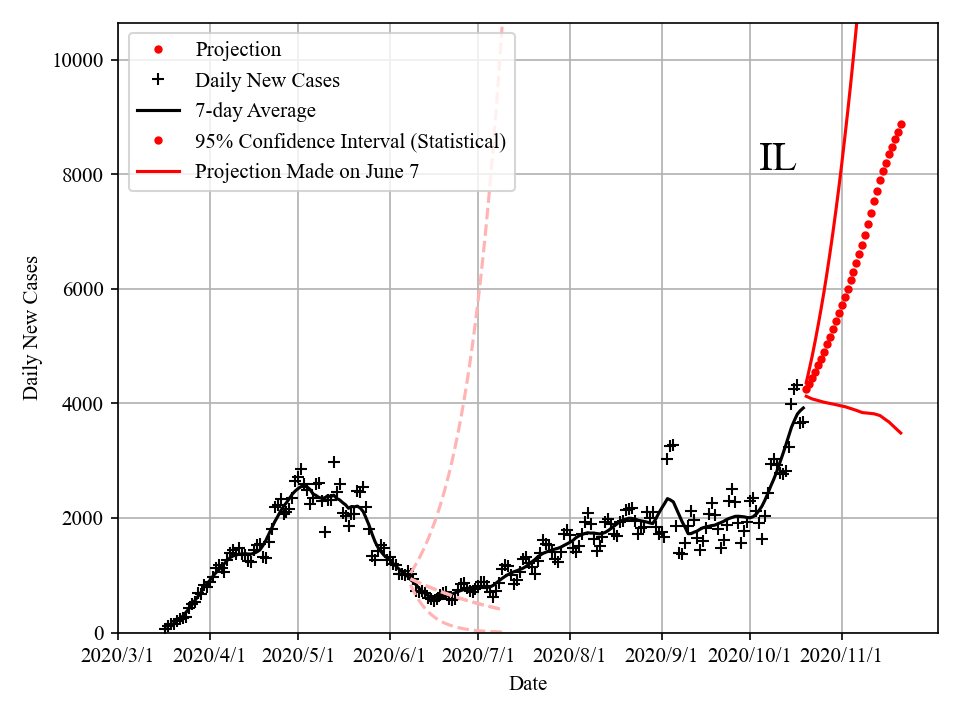 Projection
Daily New Cases
7-day Average
95% Confidence Interval (Statistical)
Projection Made on June 7
IL
10000
8000
6000
4000
2000
0
Daily New Cases
2020/3/1 2020/4/1 2020/5/1 2020/6/1 2020/7/1 2020/8/1 2020/9/1 2020/10/1 2020/11/1
Date